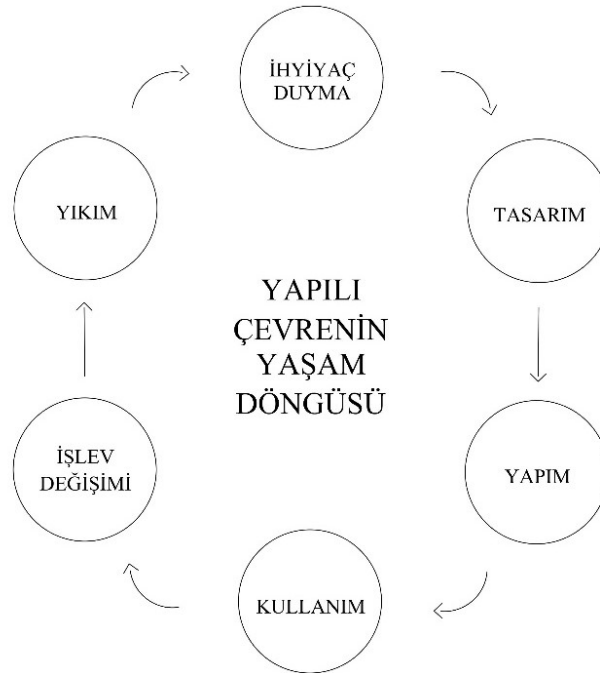 İHYİYAÇ
DUYMA
TASARIM
YAPIM
KULLANIM
İŞLEV
DEĞİŞİMİ
YIKIM
YAPILI
ÇEVRENİN
YAŞAM
DÖNGÜSÜ